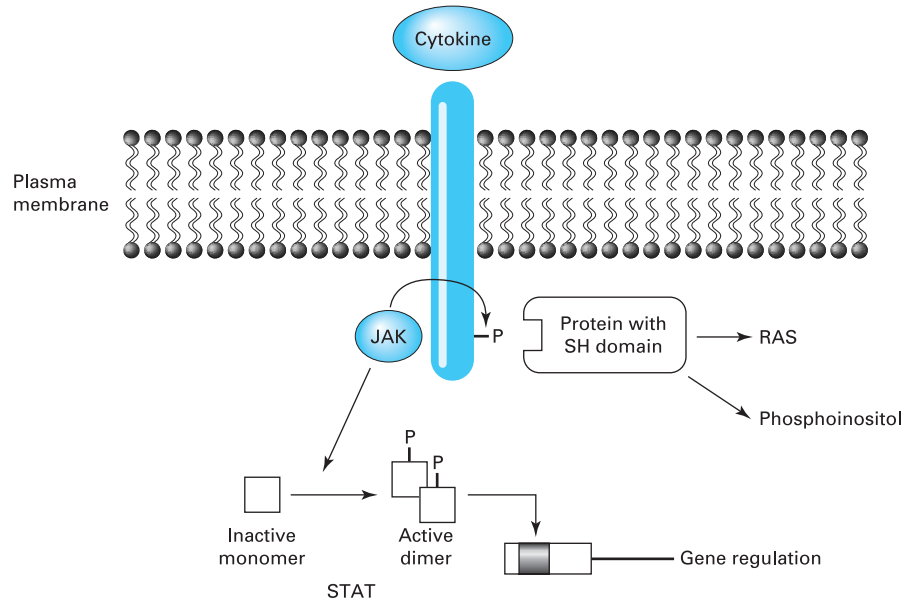 Cytokine
Plasma
membrane
JAK
P
Protein with
SH domain
RAS
Phosphoinositol
P
P
Inactive
monomer
Active
dimer
Gene regulation
STAT